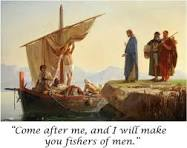 “Come after me, and I will make
you fishers of men.”